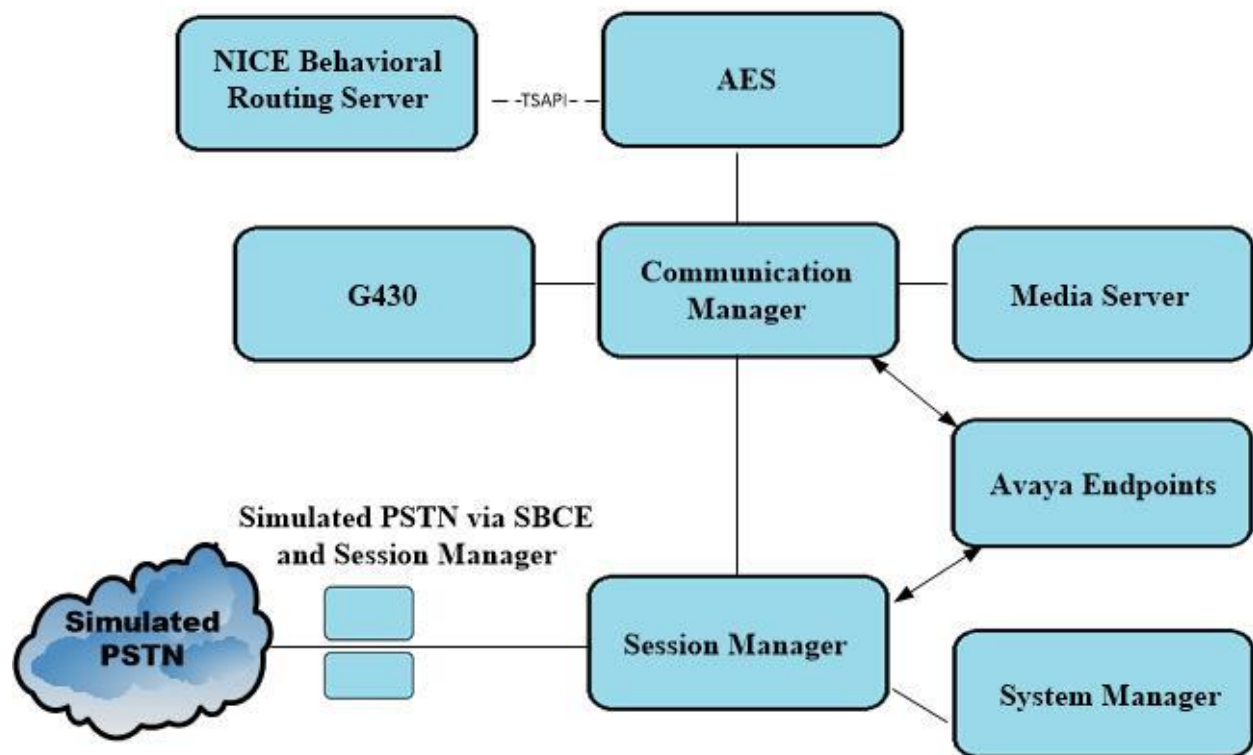 NICE Behavioral
Routing Server
--TSAPI-
AES
G430
Communication
Manager
Media Server
Avaya Endpoints
Simulated PSTN via SBCE
and Session Manager
Simulated
PSTN
Session Manager
System Manager